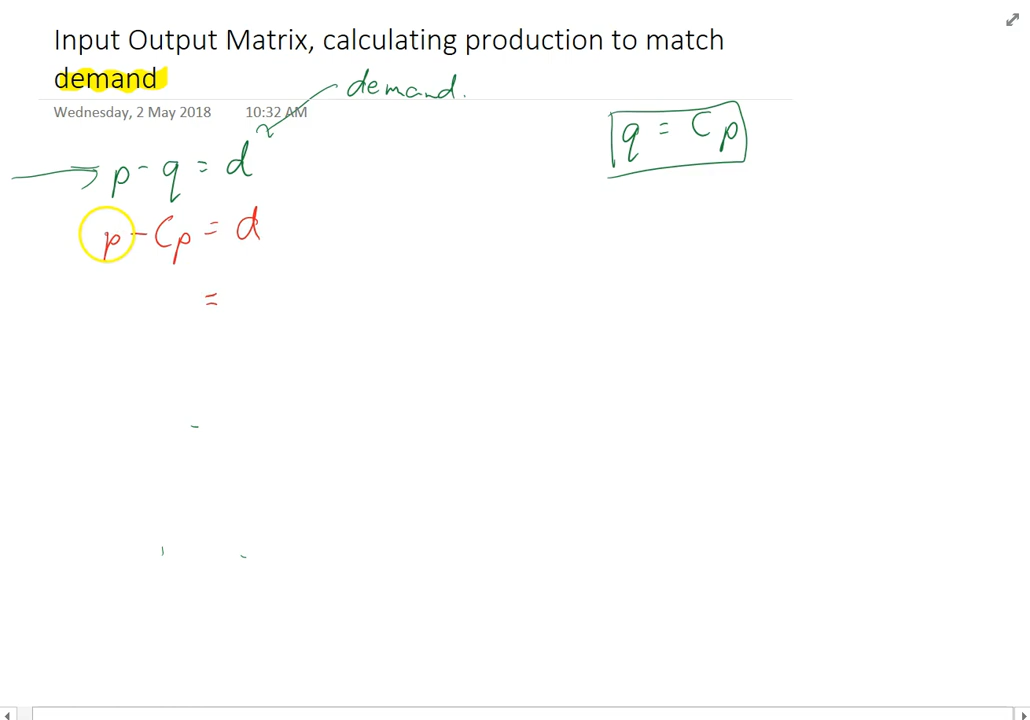 Input Output Matrix, calculating production to match
demand
demand.
Wednesday, 2 May 2018 10:32 AM
q = Cp
p - q = d
p - Cp = d
=